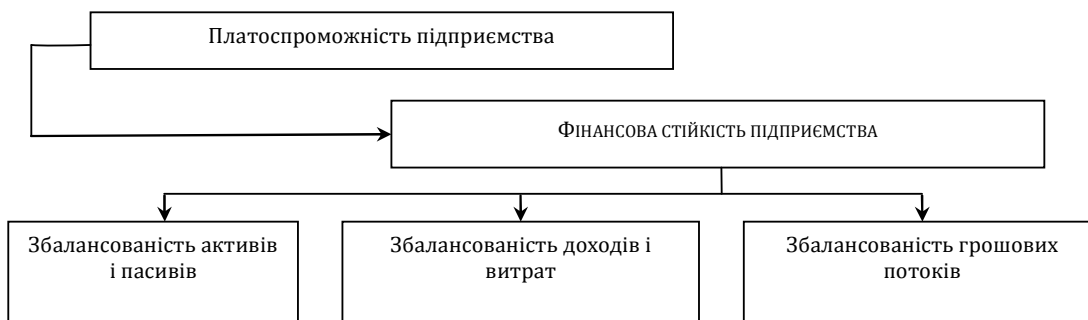 Платоспроможність підприємства
ФІНАНСОВА СТІЙКІСТЬ ПІДПРИЄМСТВА
Збалансованість активів
і пасивів
Збалансованість доходів і
витрат
Збалансованість грошових
потоків